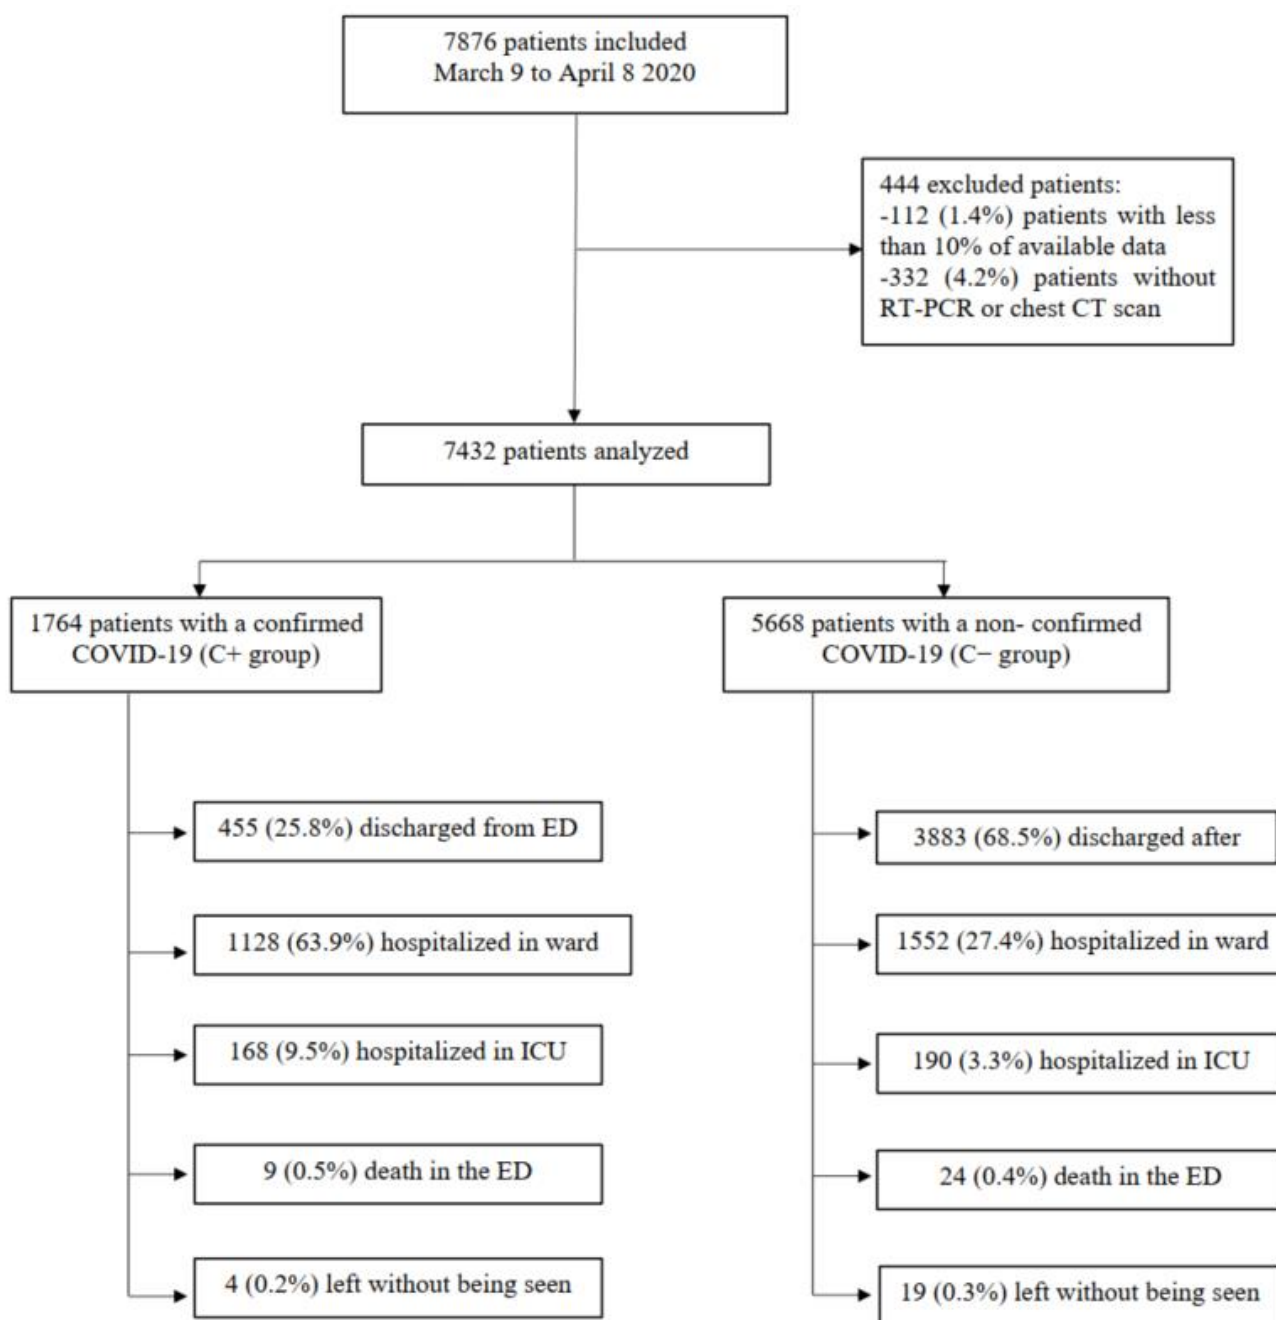 7876 patients included
March 9 to April 8 2020
444 excluded patients:
-112 (1.4%) patients with less
than 10% of available data
-332 (4.2%) patients without
RT-PCR or chest CT scan
7432 patients analyzed
1764 patients with a confirmed
COVID-19 (C+ group)
5668 patients with a non- confirmed
COVID-19 (C− group)
455 (25.8%) discharged from ED
1128 (63.9%) hospitalized in ward
168 (9.5%) hospitalized in ICU
9 (0.5%) death in the ED
4 (0.2%) left without being seen
3883 (68.5%) discharged after
1552 (27.4%) hospitalized in ward
190 (3.3%) hospitalized in ICU
24 (0.4%) death in the ED
19 (0.3%) left without being seen